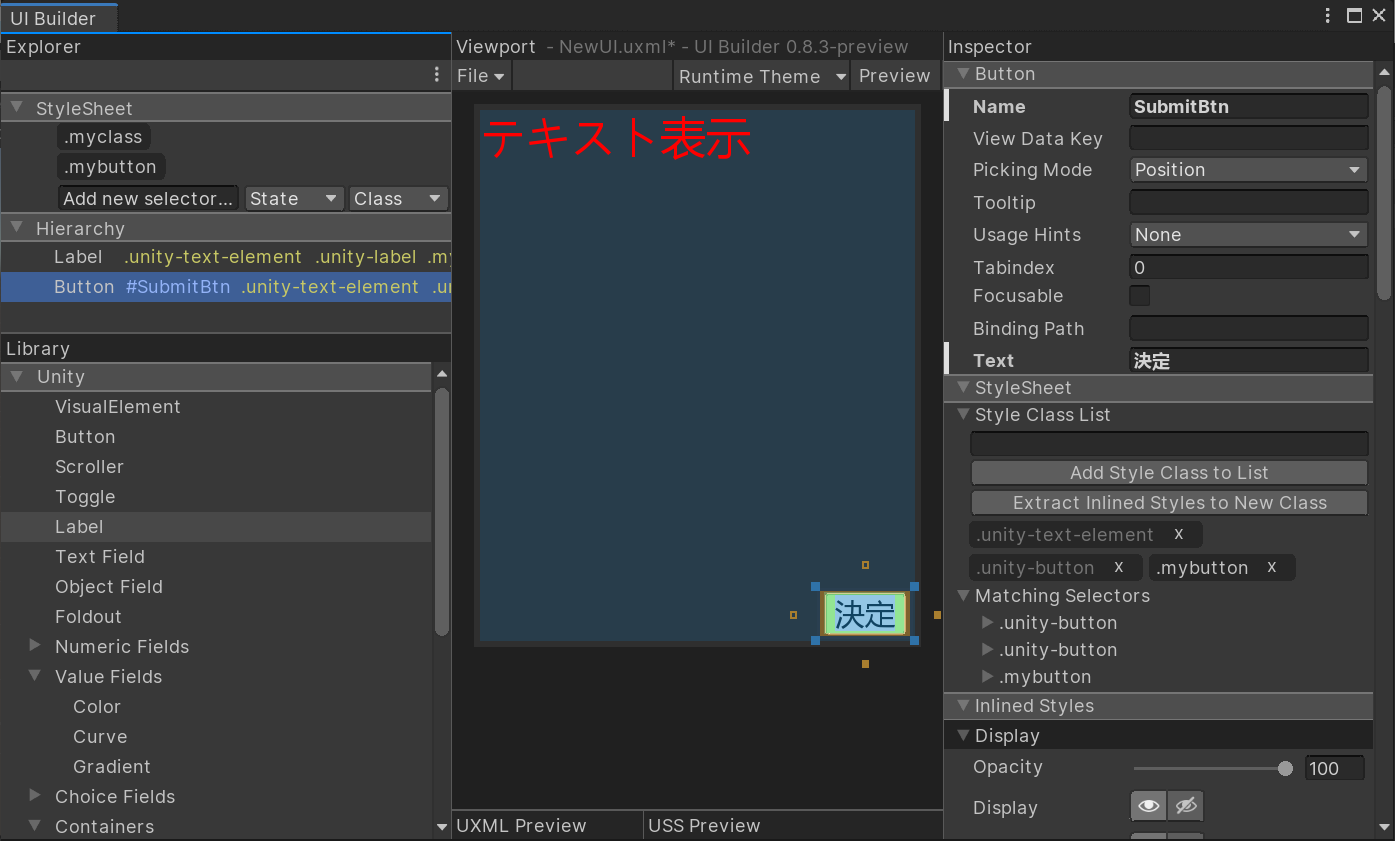 UI Builder
Explorer
StyleSheet
.myclass
.mybutton
Add new selector... State Class
Hierarchy
Label .unity-text-element .unity-label
Button #SubmitBtn .unity-text-element
Library
Unity
VisualElement
Button
Scroller
Toggle
Label
Text Field
Object Field
Foldout
Numeric Fields
Value Fields
Color
Curve
Gradient
Choice Fields
Containers
Viewport - NewUI.uxml* - UI Builder 0.8.3-preview
File Runtime Theme Preview
テキスト表示
決定
UXML Preview USS Preview
Inspector
Button
Name SubmitBtn
View Data Key
Picking Mode Position
Tooltip
Usage Hints None
Tabindex 0
Focusable
Binding Path
Text 決定
StyleSheet
Style Class List
Add Style Class to List
Extract Inlined Styles to New Class
.unity-text-element x
.unity-button x .mybutton x
Matching Selectors
.unity-button
.unity-button
.mybutton
Inlined Styles
Display
Opacity 100
Display